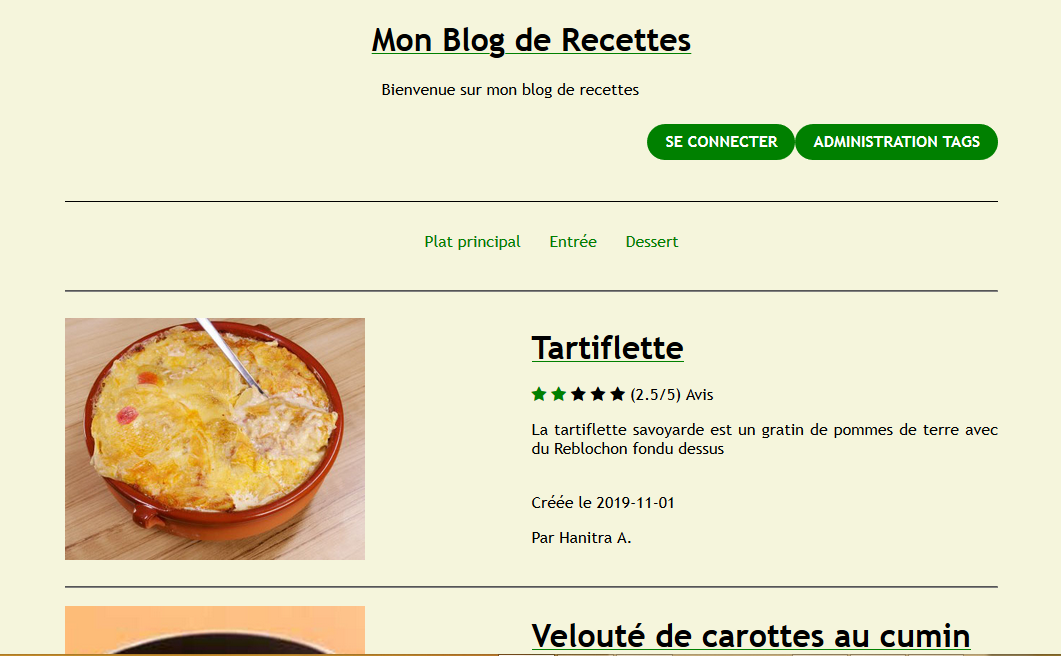 Mon Blog de Recettes
Bienvenue sur mon blog de recettes
SE CONNECTER ADMINISTRATION TAGS
Plat principal Entrée Dessert
Tartiflette
(2.5/5) Avis
La tartiflette savoyarde est un gratin de pommes de terre avec
du Reblochon fondu dessus
Créée le 2019-11-01
Par Hanitra A.
Velouté de carottes au cumin